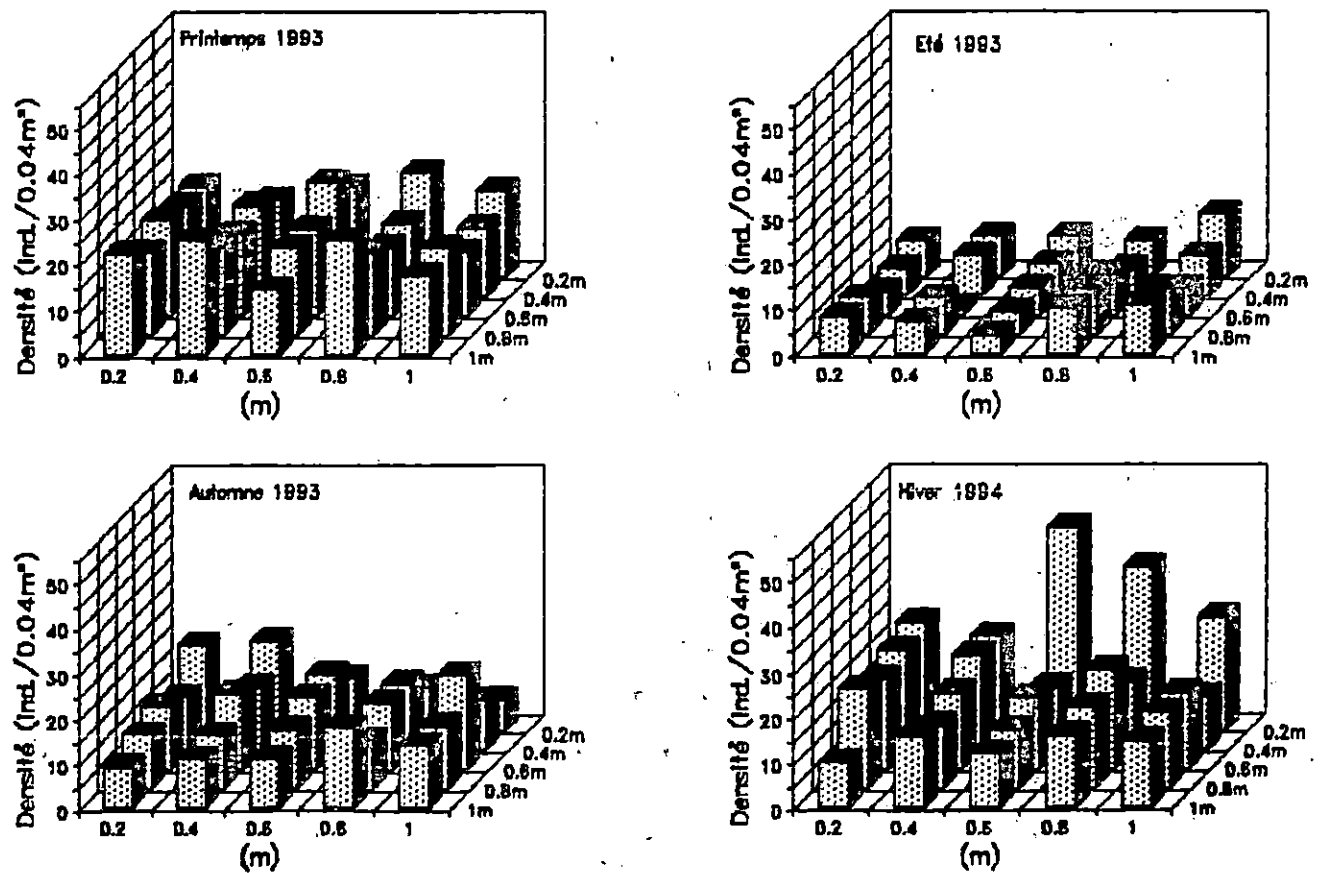 Printemps 1993
Densité (Ind./0.04m²)
50
40
30
20
10
0
0.2 0.4 0.6 0.8 1
(m)
0.2m
0.4m
0.6m
0.8m
1m
Eté 1993
Densité (Ind./0.04m²)
50
40
30
20
10
0
0.2 0.4 0.6 0.8 1
(m)
0.2m
0.4m
0.6m
0.8m
1m
Automne 1993
Densité (Ind./0.04m²)
50
40
30
20
10
0
0.2 0.4 0.6 0.8 1
(m)
0.2m
0.4m
0.6m
0.8m
1m
Hiver 1994
Densité (Ind./0.04m²)
50
40
30
20
10
0
0.2 0.4 0.6 0.8 1
(m)
0.2m
0.4m
0.6m
0.8m
1m